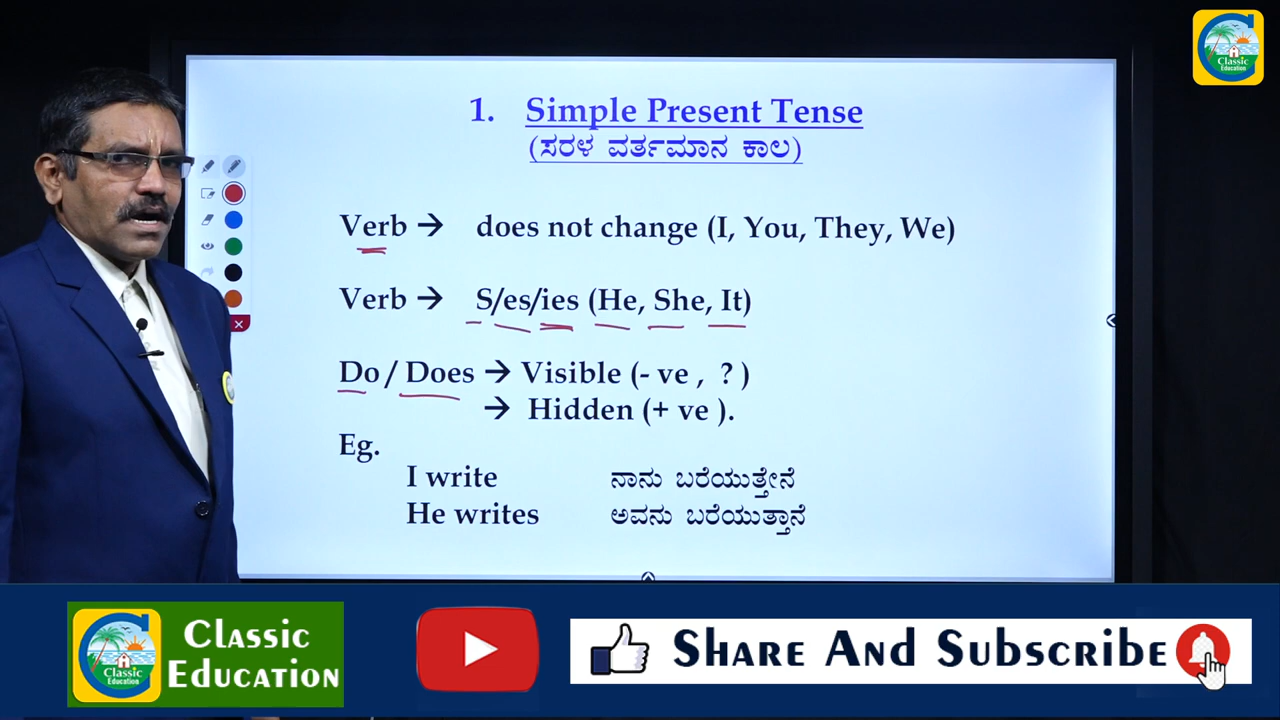 Classic
Education
1. Simple Present Tense
(ಸರಳ ವರ್ತಮಾನ ಕಾಲ)
Verb → does not change (I, You, They, We)
Verb → S/es/ies (He, She, It)
Do / Does → Visible (- ve , ? )
→ Hidden (+ ve ).
Eg.
I write ನಾನು ಬರೆಯುತ್ತೇನೆ
He writes ಅವನು ಬರೆಯುತ್ತಾನೆ
Classic
Education
Classic
Education
Share And Subscribe